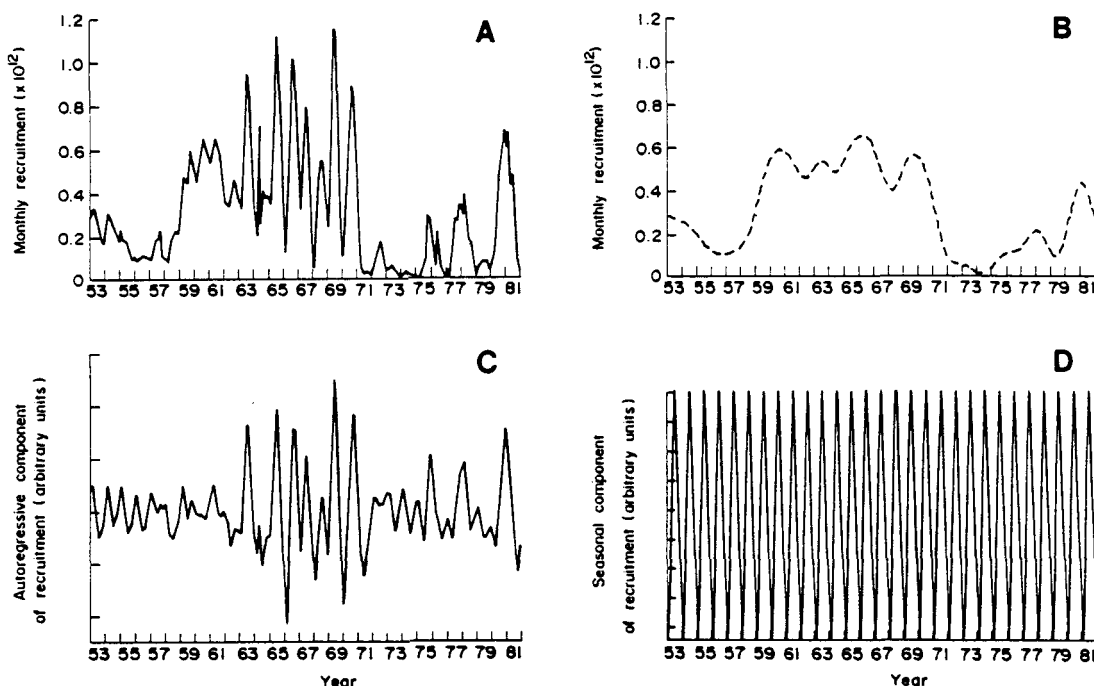 A
Monthly recruitment (x 10¹²)
1.2
1.0
0.8
0.6
0.4
0.2
0
53 55 57 59 61 63 65 67 69 71 73 75 77 79 81
B
Monthly recruitment (x 10¹²)
1.2
1.0
0.8
0.6
0.4
0.2
0
53 55 57 59 61 63 65 67 69 71 73 75 77 79 81
C
Autoregressive component
of recruitment (arbitrary units)
53 55 57 59 61 63 65 67 69 71 73 75 77 79 81
Year
D
Seasonal component
of recruitment (arbitrary units)
53 55 57 59 61 63 65 67 69 71 73 75 77 79 81
Year